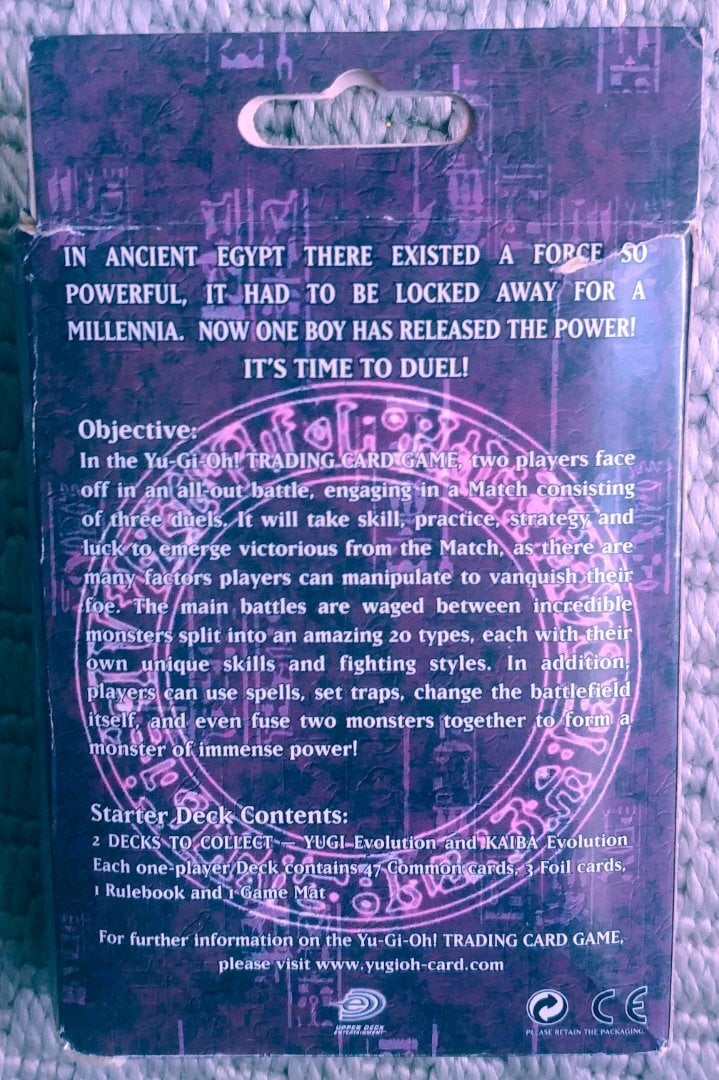 IN ANCIENT EGYPT THERE EXISTED A FORCE SO
POWERFUL, IT HAD TO BE LOCKED AWAY FOR A
MILLENNIA. NOW ONE BOY HAS RELEASED THE POWER!
IT'S TIME TO DUEL!
Objective:
In the Yu-Gi-Oh! TRADING CARD GAME, two players face
off in an all-out battle, engaging in a Match consisting
of three duels. It will take skill, practice, strategy and
luck to emerge victorious from the Match, as there are
many factors players can manipulate to vanquish their
foe. The main battles are waged between incredible
monsters split into an amazing 20 types, each with their
own unique skills and fighting styles. In addition,
players can use spells, set traps, change the battlefield
itself, and even fuse two monsters together to form a
monster of immense power!
Starter Deck Contents:
2 DECKS TO COLLECT — YUGI Evolution and KAIBA Evolution
Each one-player Deck contains 47 Common cards, 3 Foil cards,
1 Rulebook and 1 Game Mat
For further information on the Yu-Gi-Oh! TRADING CARD GAME,
please visit www.yugioh-card.com
UPPER DECK
ENTERTAINMENT
CE
PLEASE RETAIN THE PACKAGING